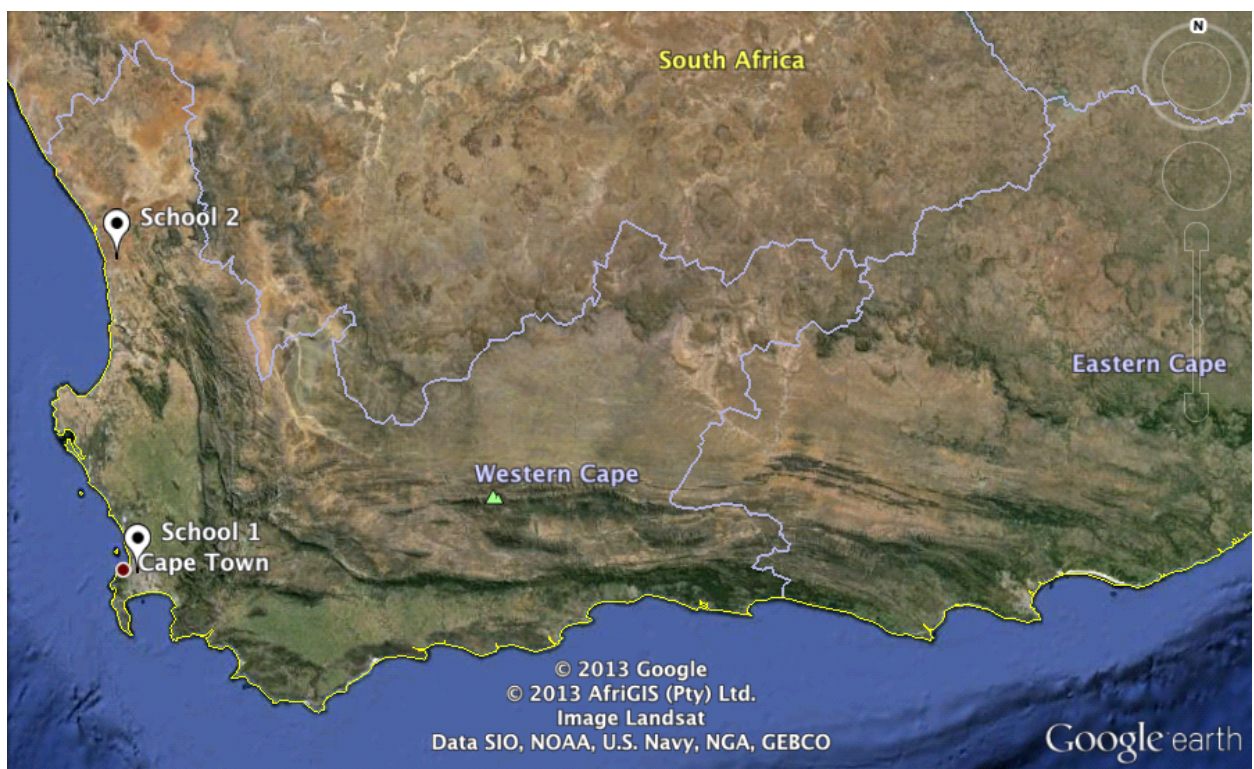 N
South Africa
School 2
Eastern Cape
Western Cape
School 1
Cape Town
© 2013 Google
© 2013 AfriGIS (Pty) Ltd.
Image Landsat
Data SIO, NOAA, U.S. Navy, NGA, GEBCO
Google earth